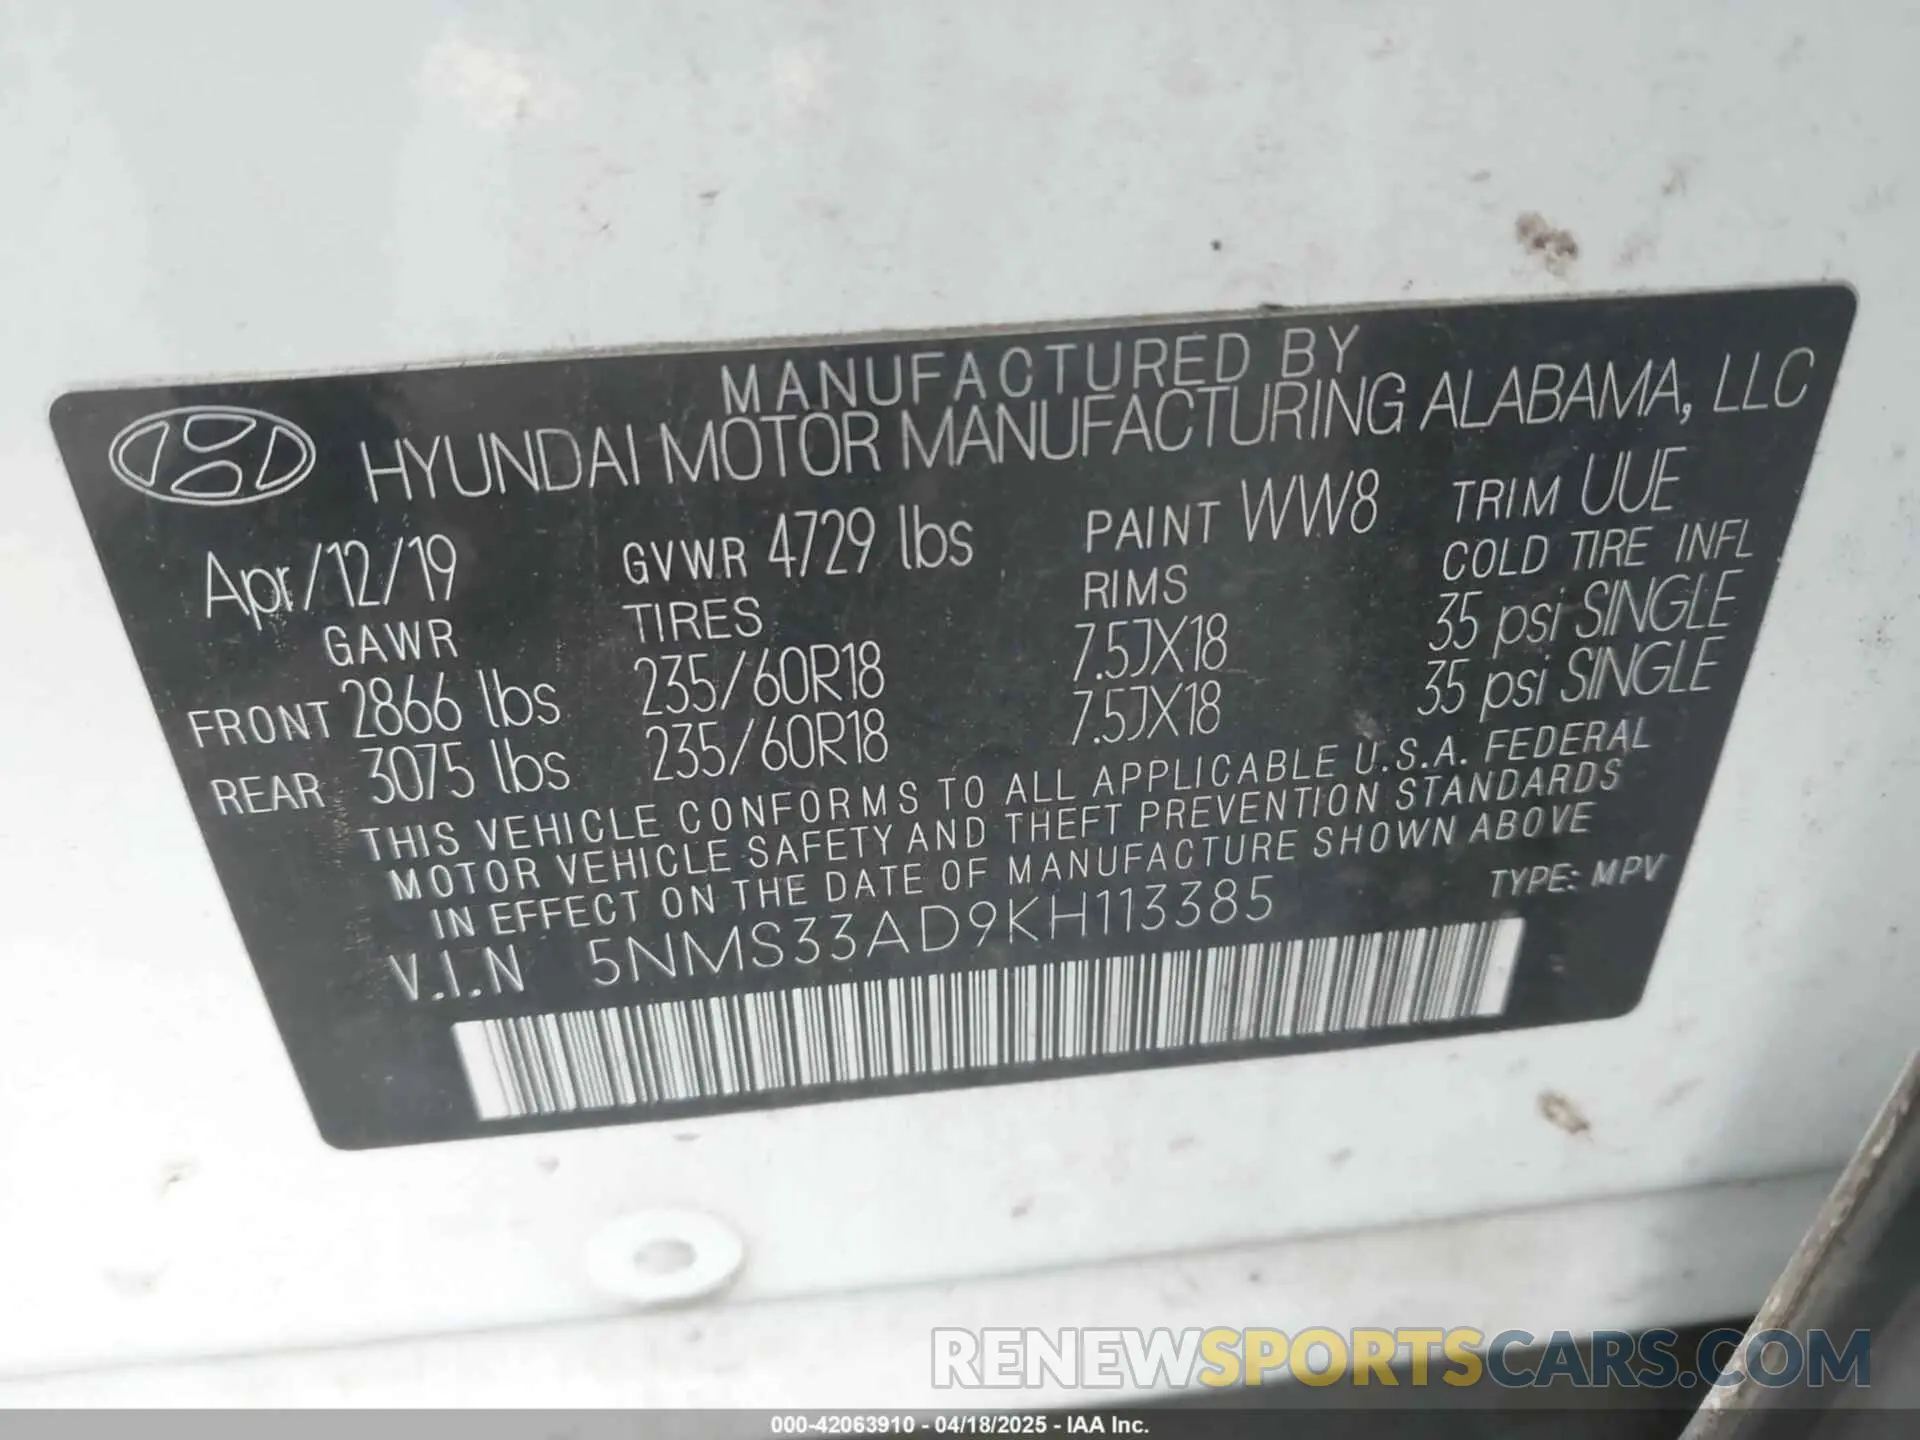 MANUFACTURED BY
HYUNDAI MOTOR MANUFACTURING ALABAMA, LLC
Apr/12/19 GVWR 4729 lbs PAINT WW8 TRIM UUE
GAWR TIRES RIMS COLD TIRE INFL
FRONT 2866 lbs 235/60R18 7.5JX18 35 psi SINGLE
REAR 3075 lbs 235/60R18 7.5JX18 35 psi SINGLE
THIS VEHICLE CONFORMS TO ALL APPLICABLE U.S.A. FEDERAL
MOTOR VEHICLE SAFETY AND THEFT PREVENTION STANDARDS
IN EFFECT ON THE DATE OF MANUFACTURE SHOWN ABOVE
V.I.N 5NMS33AD9KH113385 TYPE: MPV
RENEWSPORTSCARS.COM
000-42063910 - 04/18/2025 - IAA Inc.